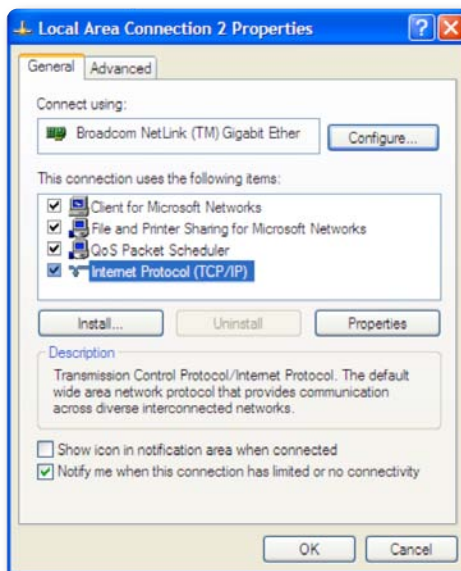 Local Area Connection 2 Properties
General Advanced
Connect using:
Broadcom NetLink (TM) Gigabit Ether
Configure...
This connection uses the following items:
Client for Microsoft Networks
File and Printer Sharing for Microsoft Networks
QoS Packet Scheduler
Internet Protocol (TCP/IP)
Install... Uninstall Properties
Description
Transmission Control Protocol/Internet Protocol. The default
wide area network protocol that provides communication
across diverse interconnected networks.
Show icon in notification area when connected
Notify me when this connection has limited or no connectivity
OK Cancel